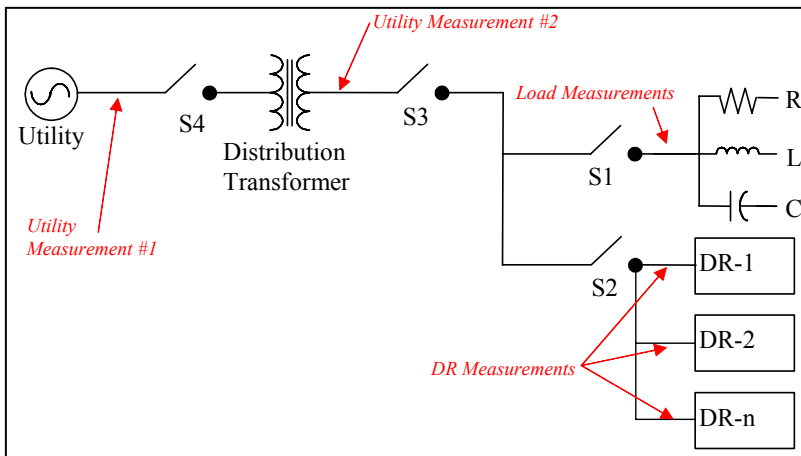 Utility Measurement #2
Utility
S4
Distribution
Transformer
S3
Load Measurements
S1
R
L
C
Utility
Measurement #1
S2
DR-1
DR-2
DR-n
DR Measurements